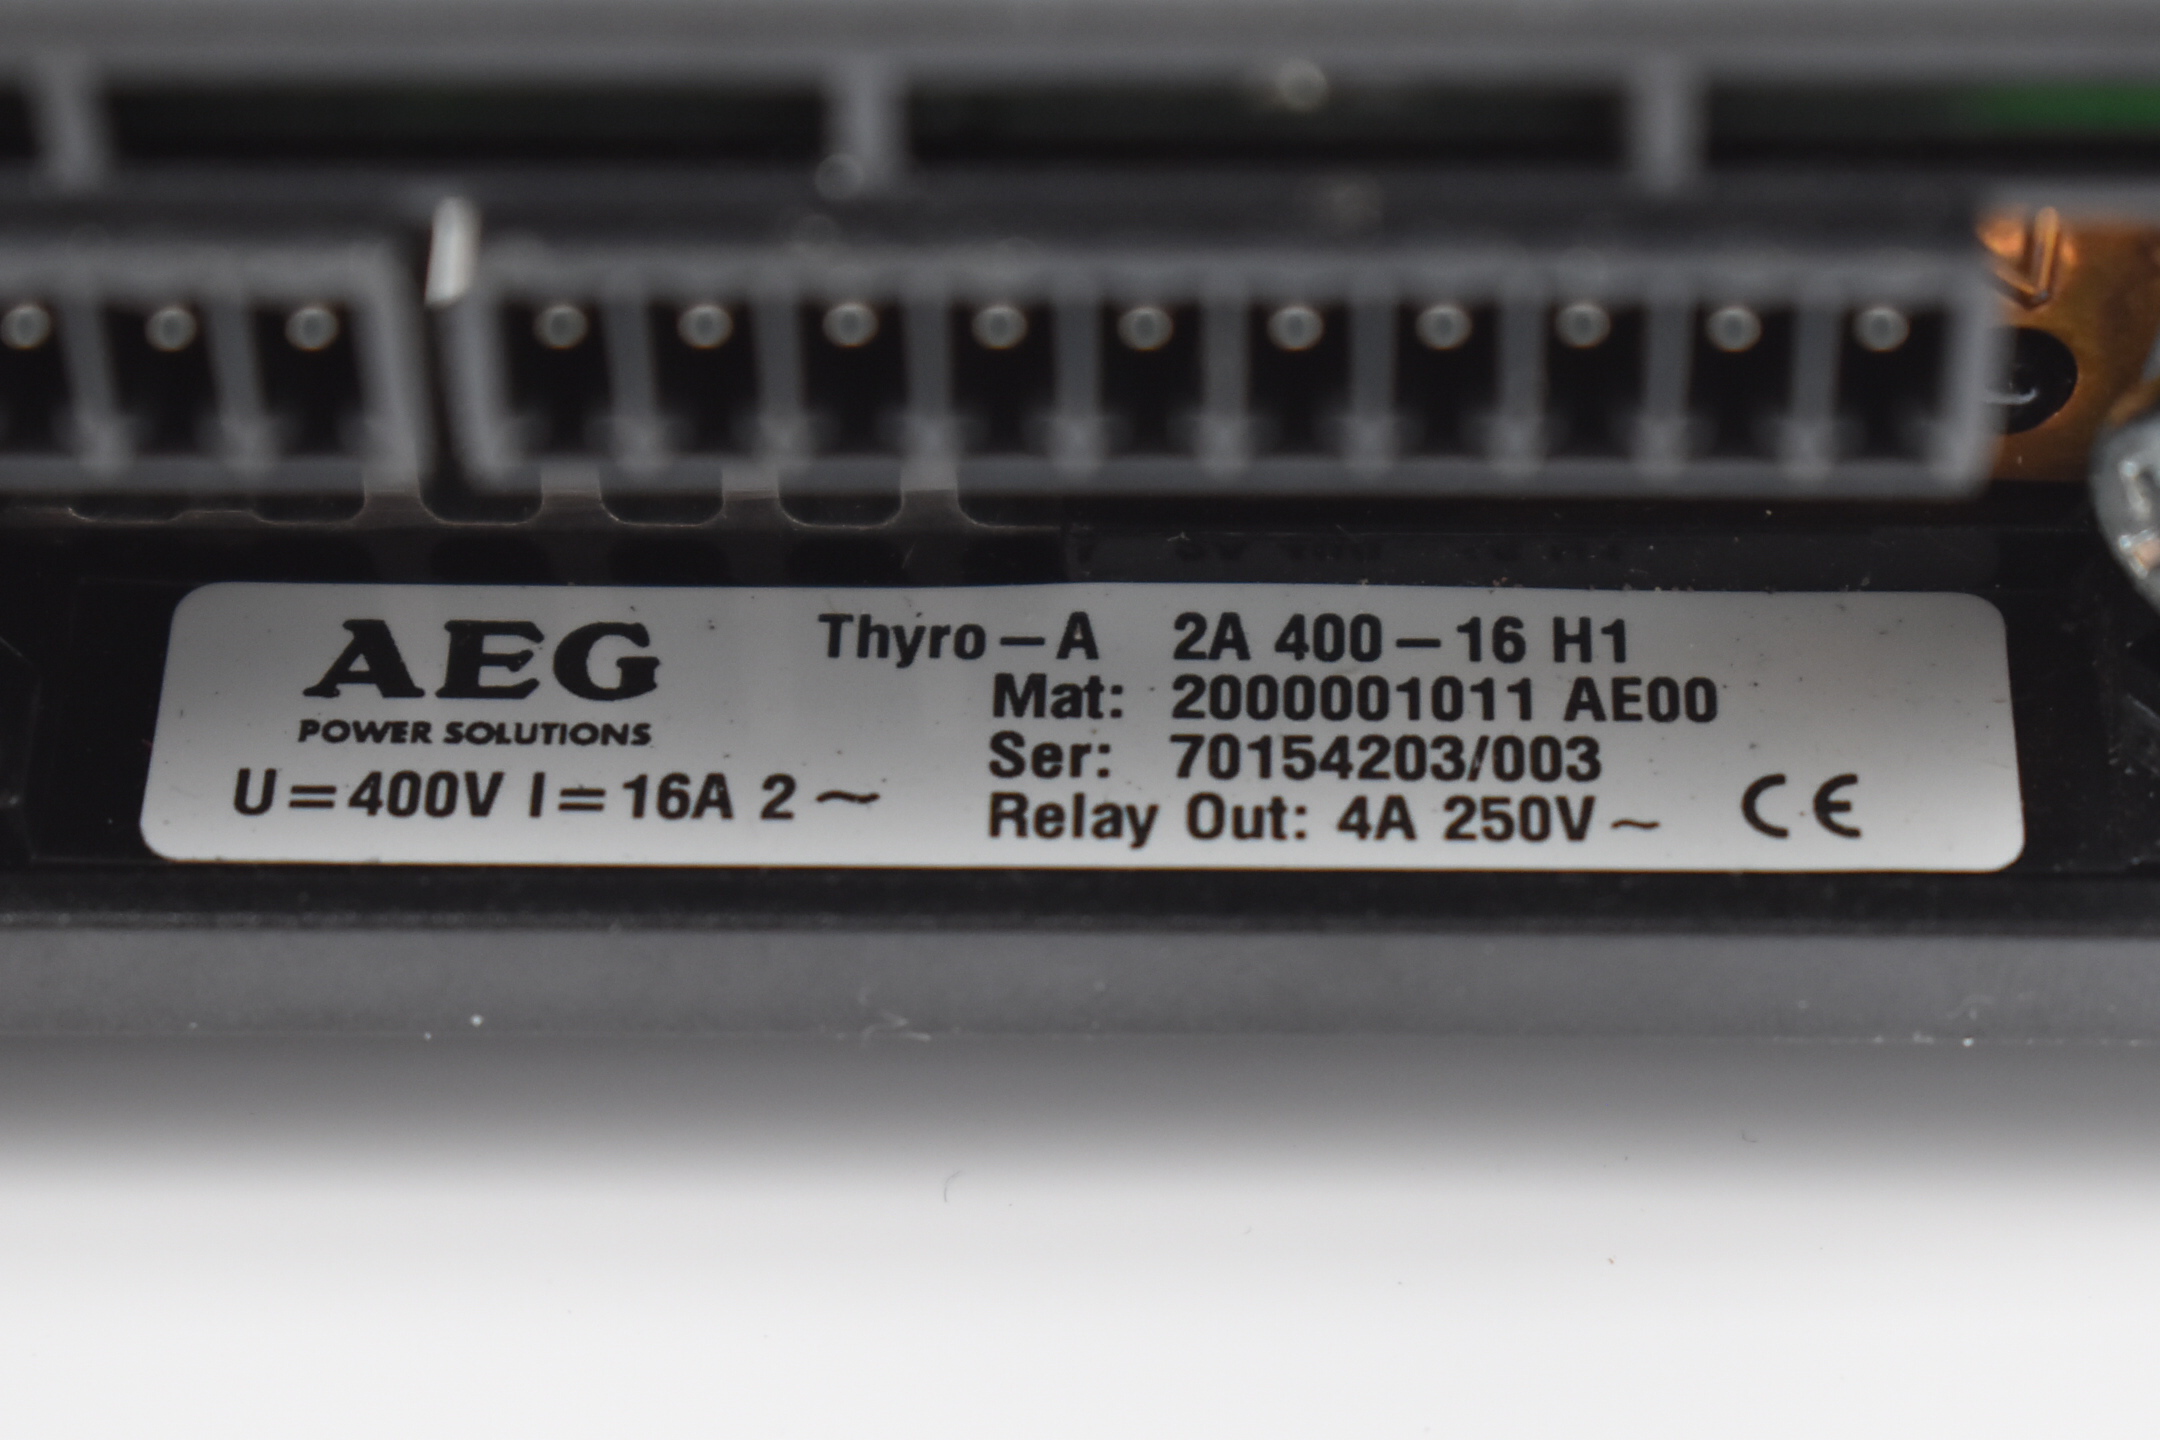 AEG
POWER SOLUTIONS
U=400V I=16A 2~
Thyro-A 2A 400-16 H1
Mat: 2000001011 AE00
Ser: 70154203/003
Relay Out: 4A 250V~
CE